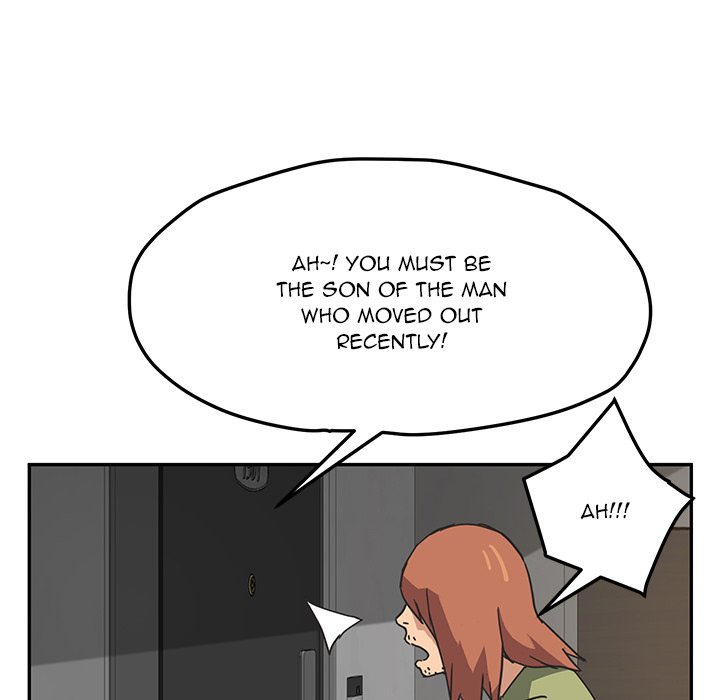 AH~! YOU MUST BE
THE SON OF THE MAN
WHO MOVED OUT
RECENTLY!
AH!!!